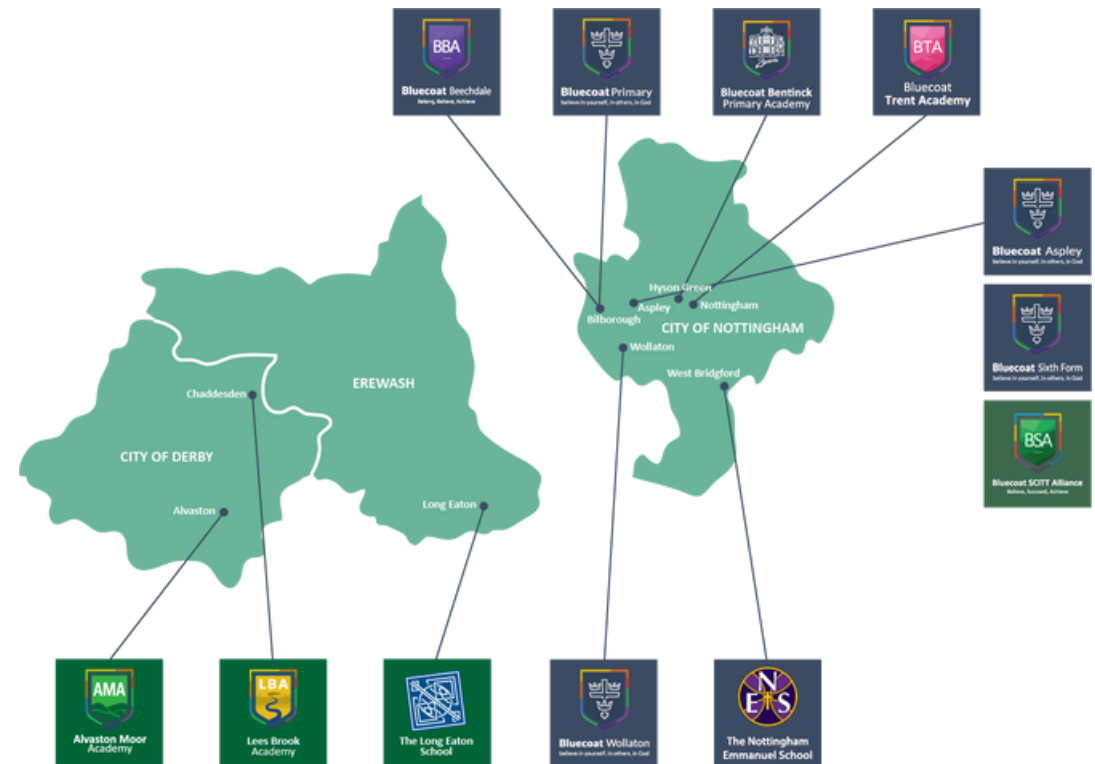 BBA
Bluecoat Beechdale
Belong, Believe, Achieve
Bluecoat Primary
believe in yourself, in others, in God
Bluecoat Bentinck
Primary Academy
BTA
Bluecoat
Trent Academy
Bluecoat Aspley
believe in yourself, in others, in God
Bluecoat Sixth Form
believe in yourself, in others, in God
BSA
Bluecoat SCITT Alliance
Believe, Succeed, Achieve
Hyson Green
Aspley
Nottingham
Bilborough
CITY OF NOTTINGHAM
Wollaton
West Bridgford
EREWASH
Chaddesden
CITY OF DERBY
Alvaston
Long Eaton
AMA
Alvaston Moor
Academy
LBA
Lees Brook
Academy
The Long Eaton
School
Bluecoat Wollaton
believe in yourself, in others, in God
N
E S
The Nottingham
Emmanuel School